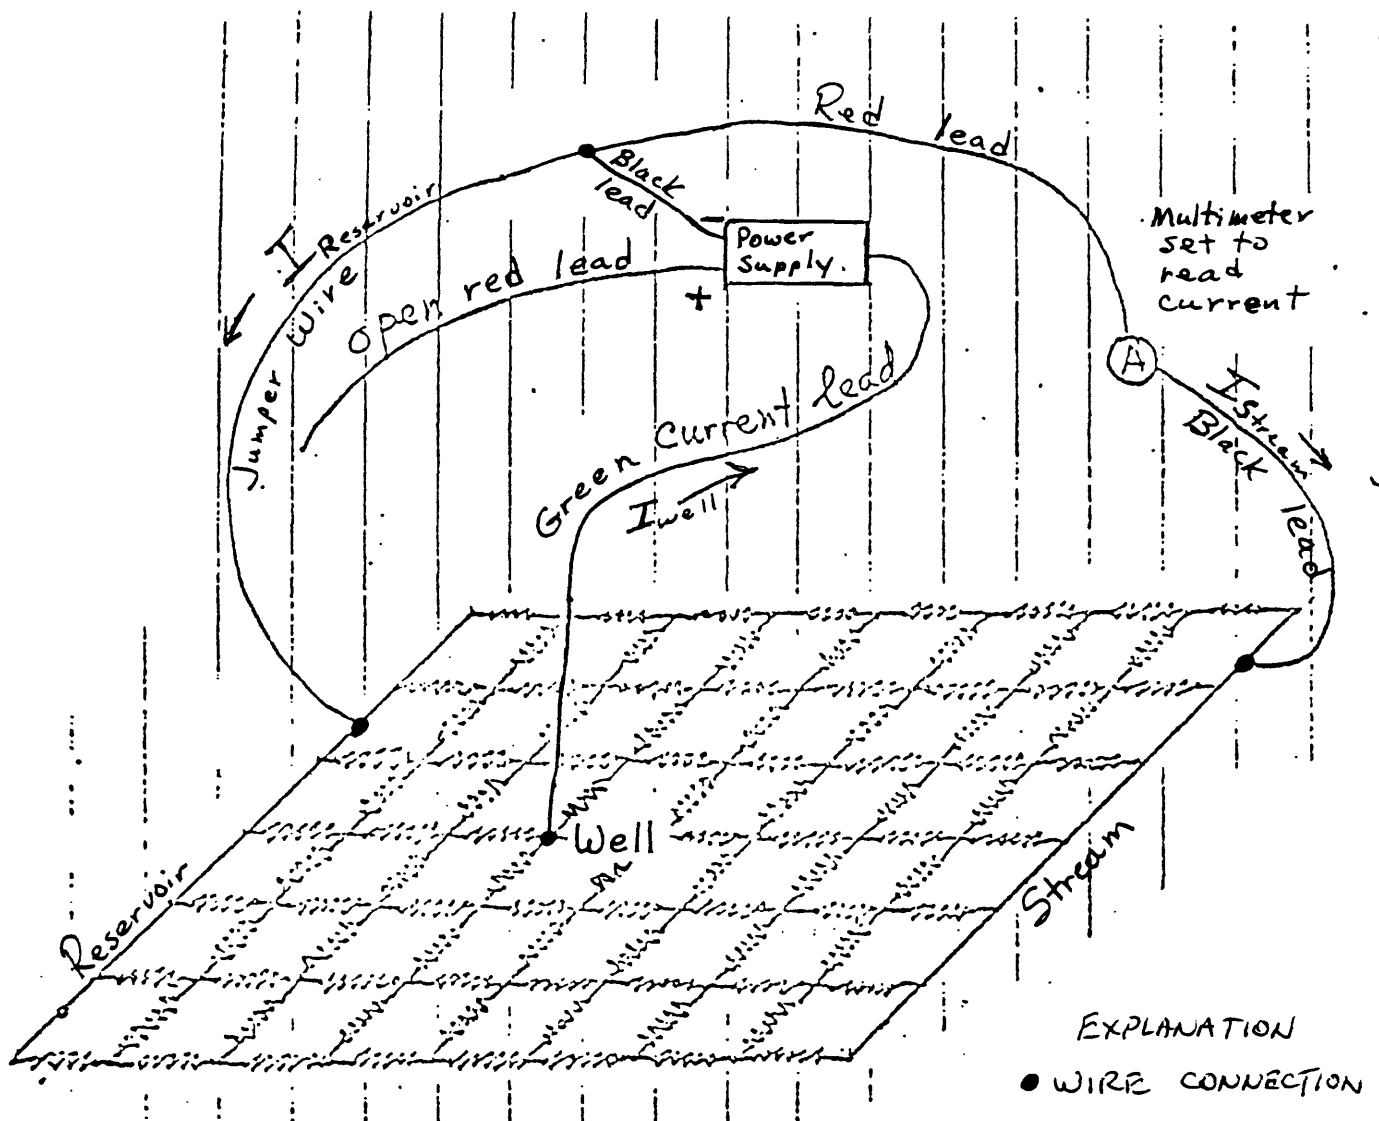 Red lead
Black
lead
I Reservoir
Jumper Wire
Power
Supply.
−
+
open red lead
Multimeter
set to
read
current
A
I Stream
Black lead
Green Current lead
I well
Well
Reservoir
Stream
EXPLANATION
● WIRE CONNECTION